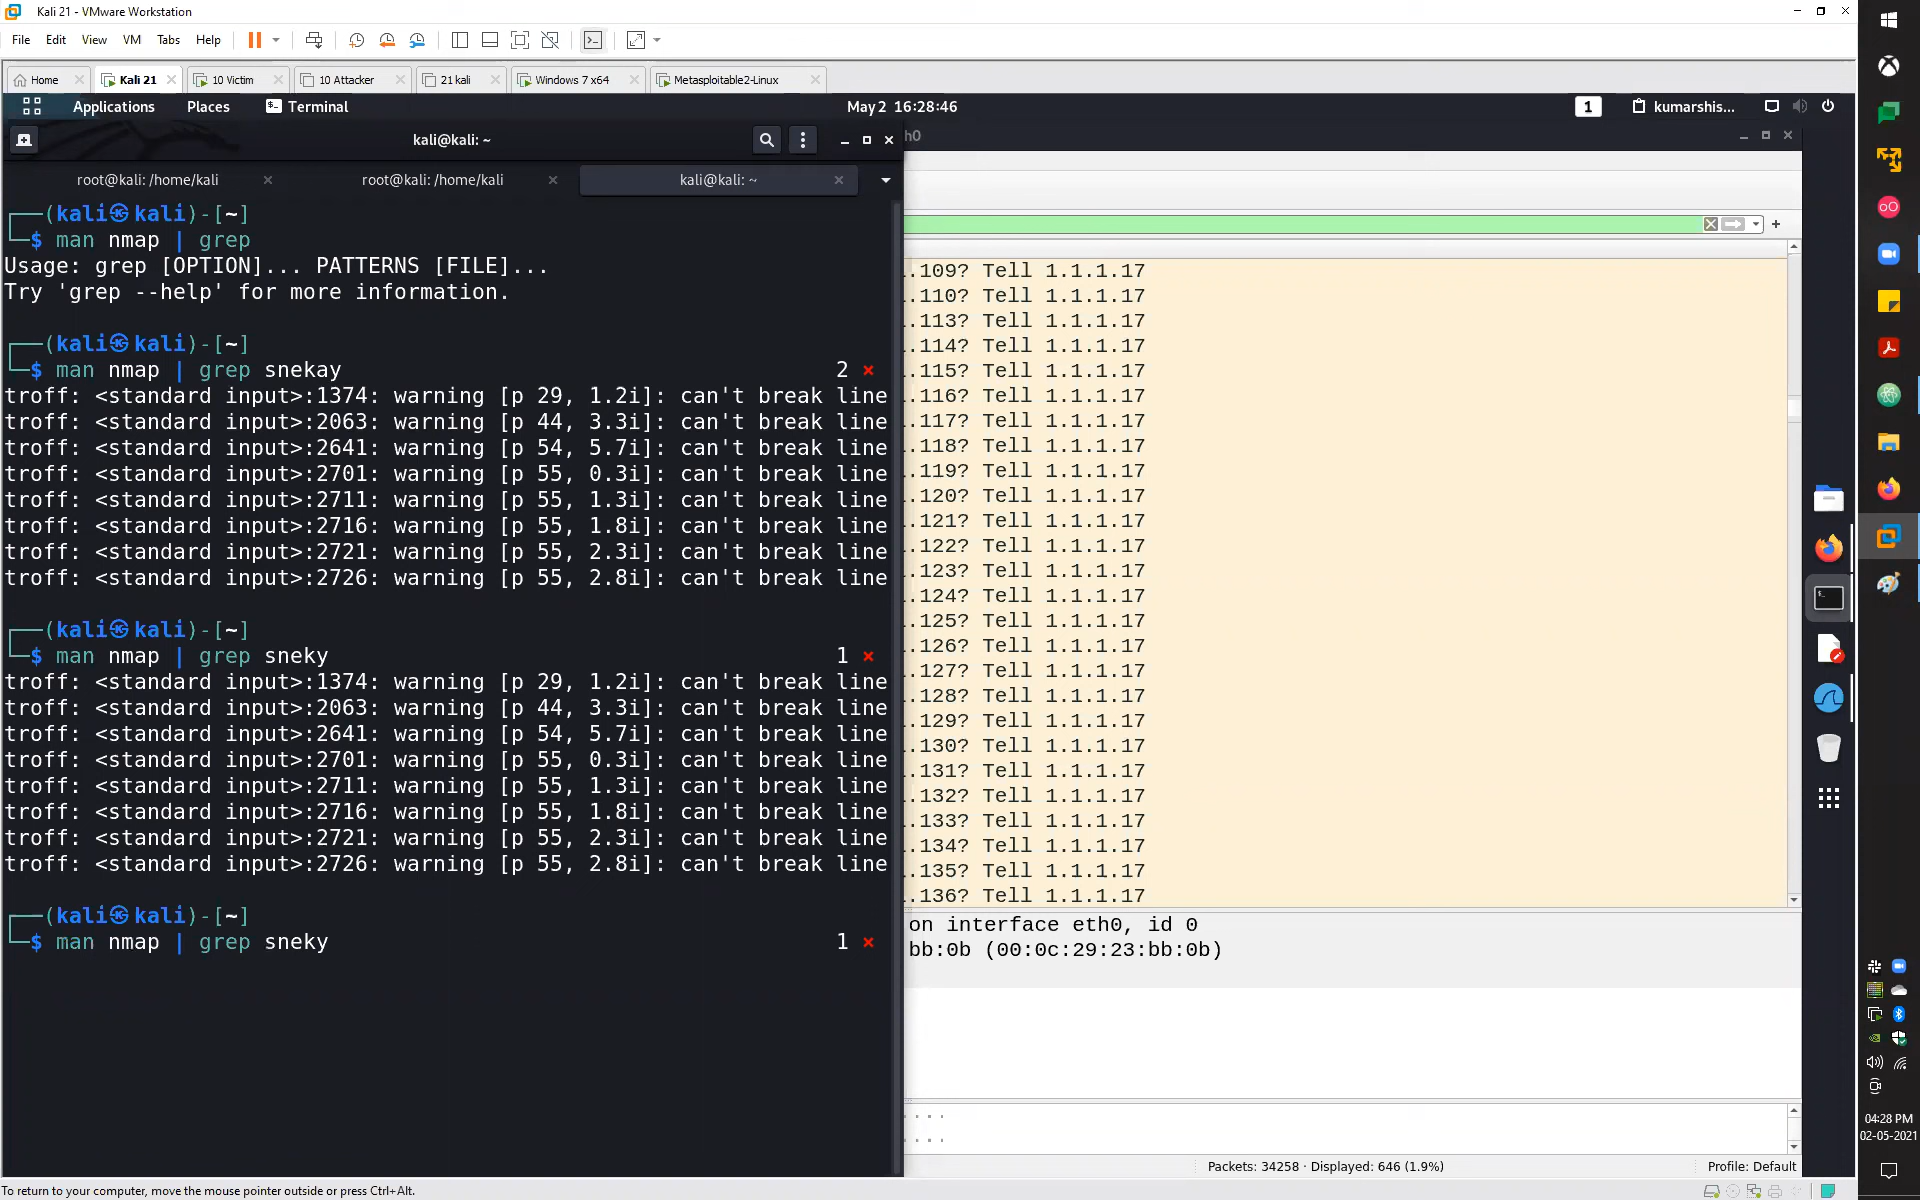 Kali 21 - VMware Workstation
File Edit View VM Tabs Help
Home Kali 21 10 Victim 10 Attacker 21 kali Windows 7 x64 Metasploitable2-Linux
Applications Places Terminal May 2 16:28:46 1 kumarshis...
kali@kali: ~
root@kali: /home/kali root@kali: /home/kali kali@kali: ~
(kali㉿kali)-[~]
$ man nmap | grep
Usage: grep [OPTION]... PATTERNS [FILE]...
Try 'grep --help' for more information.
(kali㉿kali)-[~]
$ man nmap | grep snekay 2 ⨯
troff: <standard input>:1374: warning [p 29, 1.2i]: can't break line
troff: <standard input>:2063: warning [p 44, 3.3i]: can't break line
troff: <standard input>:2641: warning [p 54, 5.7i]: can't break line
troff: <standard input>:2701: warning [p 55, 0.3i]: can't break line
troff: <standard input>:2711: warning [p 55, 1.3i]: can't break line
troff: <standard input>:2716: warning [p 55, 1.8i]: can't break line
troff: <standard input>:2721: warning [p 55, 2.3i]: can't break line
troff: <standard input>:2726: warning [p 55, 2.8i]: can't break line
(kali㉿kali)-[~]
$ man nmap | grep sneky 1 ⨯
troff: <standard input>:1374: warning [p 29, 1.2i]: can't break line
troff: <standard input>:2063: warning [p 44, 3.3i]: can't break line
troff: <standard input>:2641: warning [p 54, 5.7i]: can't break line
troff: <standard input>:2701: warning [p 55, 0.3i]: can't break line
troff: <standard input>:2711: warning [p 55, 1.3i]: can't break line
troff: <standard input>:2716: warning [p 55, 1.8i]: can't break line
troff: <standard input>:2721: warning [p 55, 2.3i]: can't break line
troff: <standard input>:2726: warning [p 55, 2.8i]: can't break line
(kali㉿kali)-[~]
$ man nmap | grep sneky 1 ⨯
h0
.109? Tell 1.1.1.17
.110? Tell 1.1.1.17
.113? Tell 1.1.1.17
.114? Tell 1.1.1.17
.115? Tell 1.1.1.17
.116? Tell 1.1.1.17
.117? Tell 1.1.1.17
.118? Tell 1.1.1.17
.119? Tell 1.1.1.17
.120? Tell 1.1.1.17
.121? Tell 1.1.1.17
.122? Tell 1.1.1.17
.123? Tell 1.1.1.17
.124? Tell 1.1.1.17
.125? Tell 1.1.1.17
.126? Tell 1.1.1.17
.127? Tell 1.1.1.17
.128? Tell 1.1.1.17
.129? Tell 1.1.1.17
.130? Tell 1.1.1.17
.131? Tell 1.1.1.17
.132? Tell 1.1.1.17
.133? Tell 1.1.1.17
.134? Tell 1.1.1.17
.135? Tell 1.1.1.17
.136? Tell 1.1.1.17
on interface eth0, id 0
bb:0b (00:0c:29:23:bb:0b)
....
....
Packets: 34258 · Displayed: 646 (1.9%) Profile: Default
04:28 PM
02-05-2021
To return to your computer, move the mouse pointer outside or press Ctrl+Alt.